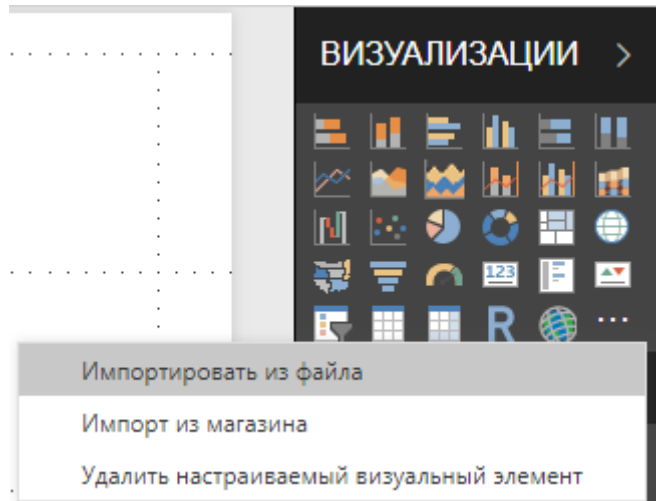 ВИЗУАЛИЗАЦИИ >
123
R
Импортировать из файла
Импорт из магазина
Удалить настраиваемый визуальный элемент